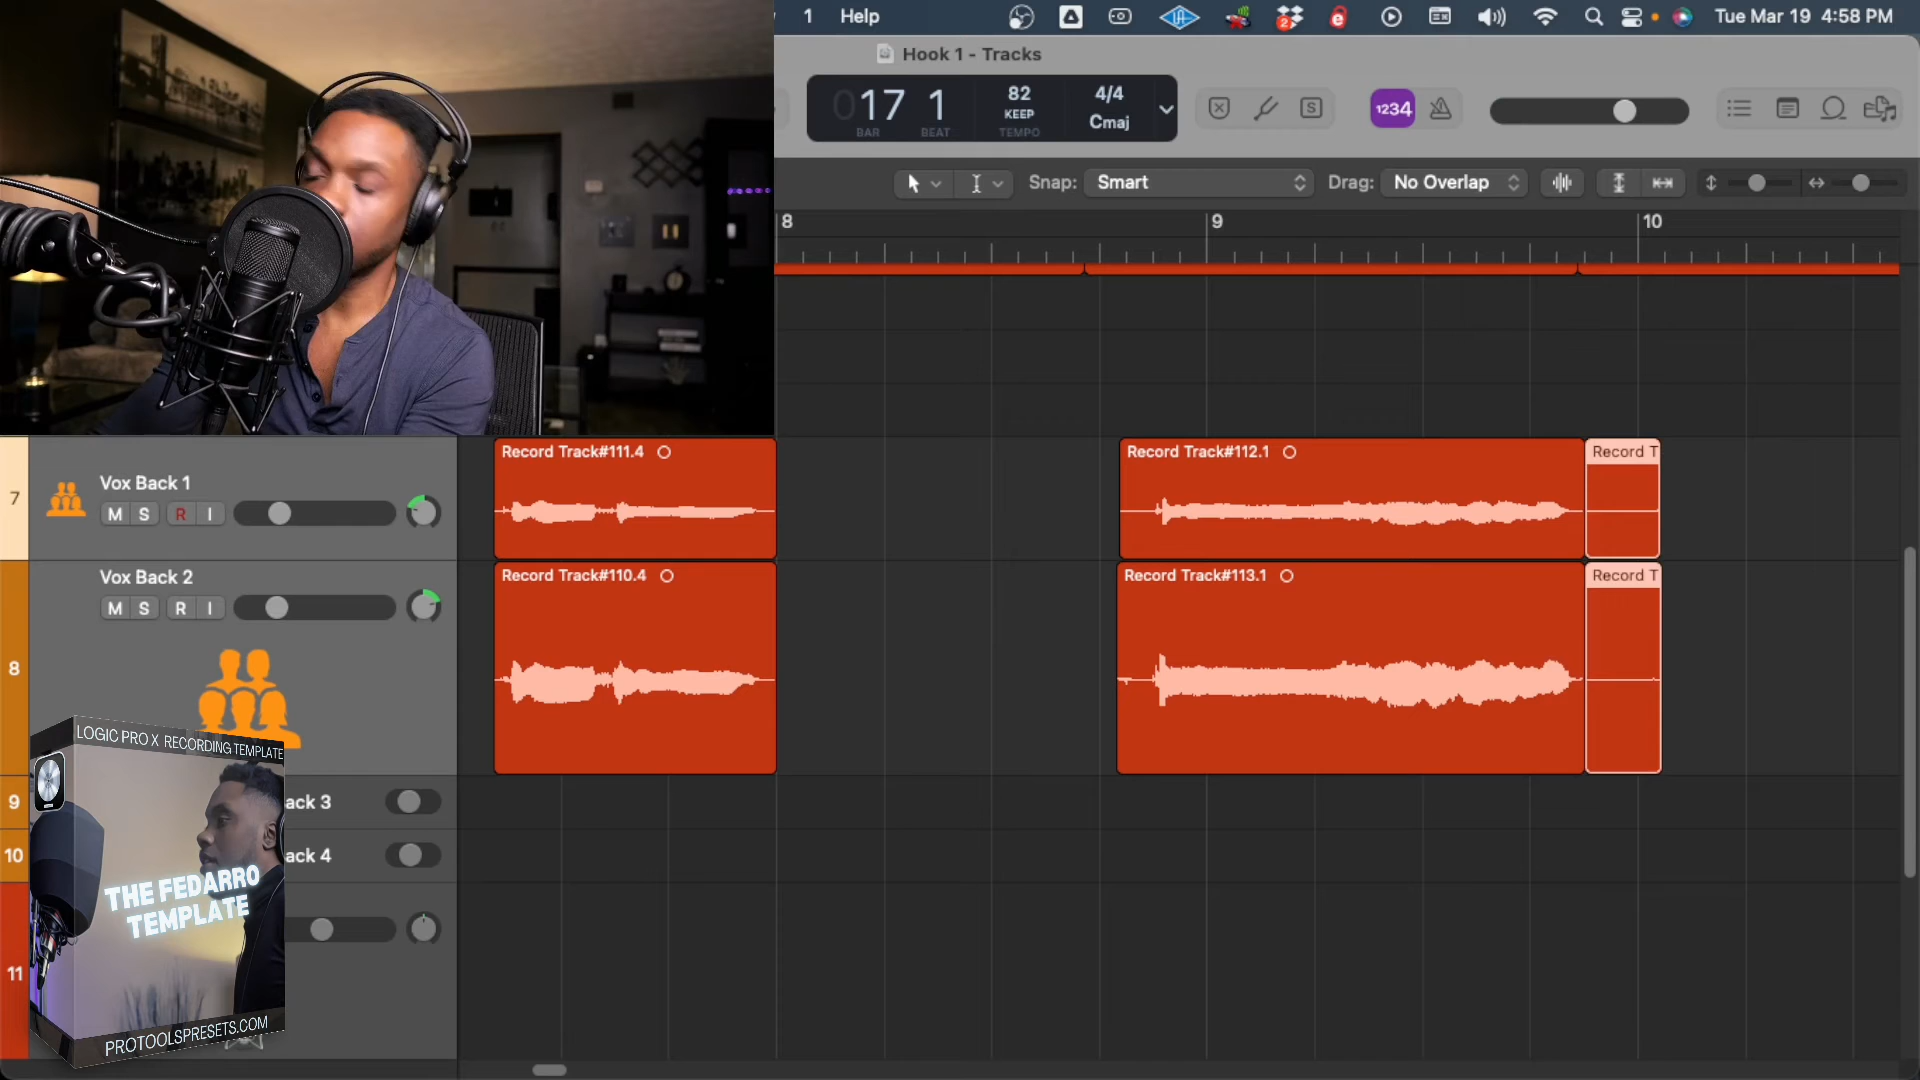 1 Help
2
Tue Mar 19 4:58 PM
Hook 1 - Tracks
017 1
BAR BEAT
82
KEEP
TEMPO
4/4
Cmaj
S
1234
Snap: Smart
Drag: No Overlap
8 9 10
7
Vox Back 1
M S R I
Record Track#111.4
Record Track#112.1
Record T
8
Vox Back 2
M S R I
Record Track#110.4
Record Track#113.1
Record T
9
ack 3
10
ack 4
11
LOGIC PRO X RECORDING TEMPLATE
THE FEDARRO
TEMPLATE
PROTOOLSPRESETS.COM